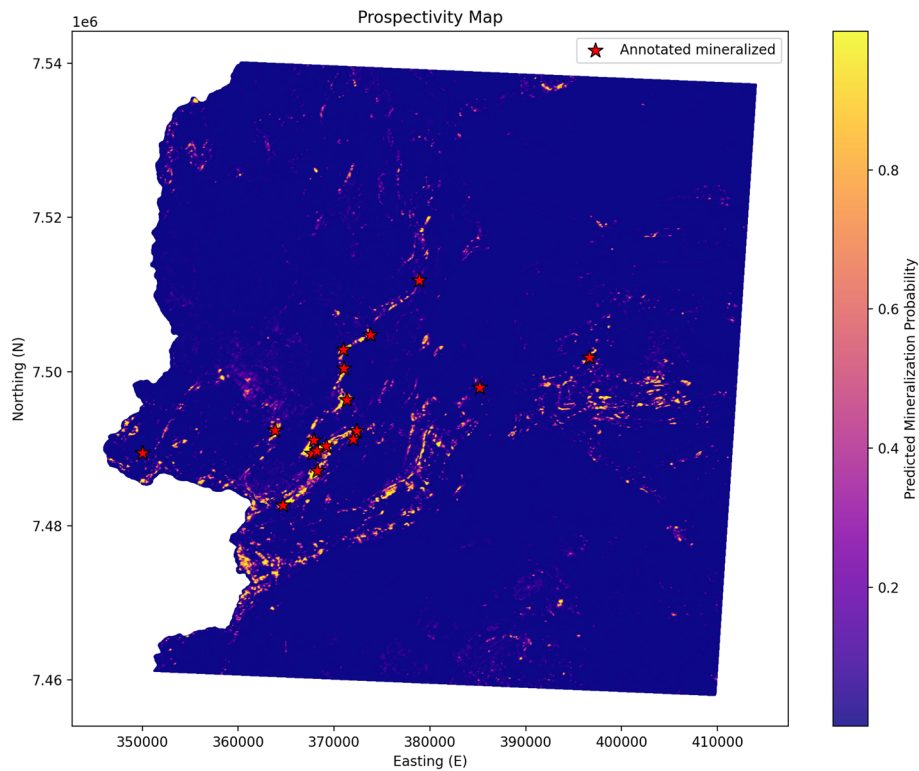 Prospectivity Map
1e6
Annotated mineralized
7.54
7.52
7.50
7.48
7.46
Northing (N)
350000 360000 370000 380000 390000 400000 410000
Easting (E)
0.8
0.6
0.4
0.2
Predicted Mineralization Probability